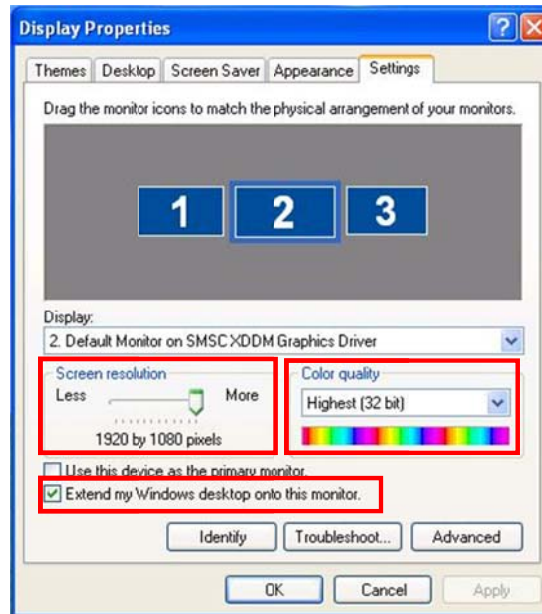 Display Properties
Themes Desktop Screen Saver Appearance Settings
Drag the monitor icons to match the physical arrangement of your monitors.
1 2 3
Display:
2. Default Monitor on SMSC XDDM Graphics Driver
Screen resolution Color quality
Less More Highest (32 bit)
1920 by 1080 pixels
Use this device as the primary monitor.
Extend my Windows desktop onto this monitor.
Identify Troubleshoot... Advanced
OK Cancel Apply